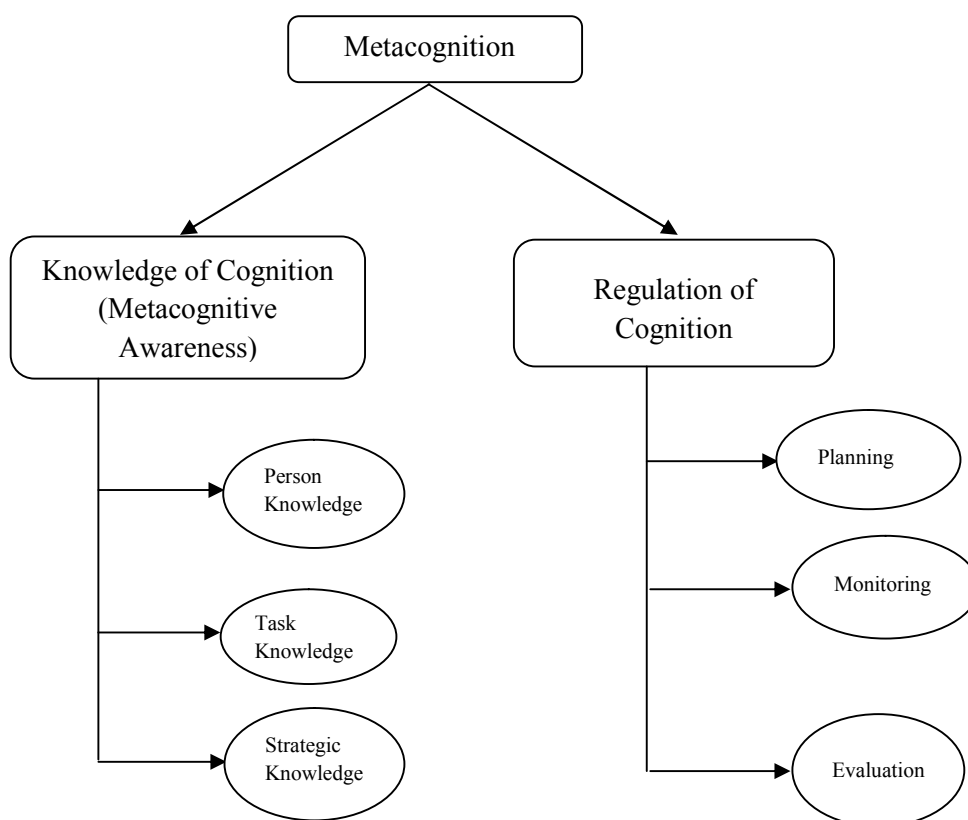 Metacognition
Knowledge of Cognition
(Metacognitive
Awareness)
Person
Knowledge
Task
Knowledge
Strategic
Knowledge
Regulation of
Cognition
Planning
Monitoring
Evaluation